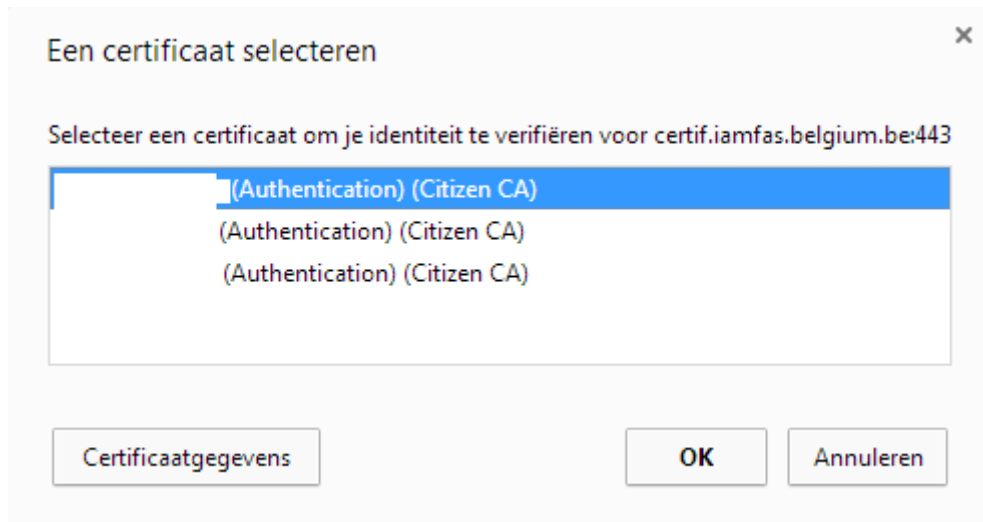 Een certificaat selecteren
Selecteer een certificaat om je identiteit te verifiëren voor certif.iamfas.belgium.be:443
(Authentication) (Citizen CA)
(Authentication) (Citizen CA)
(Authentication) (Citizen CA)
Certificaatgegevens OK Annuleren